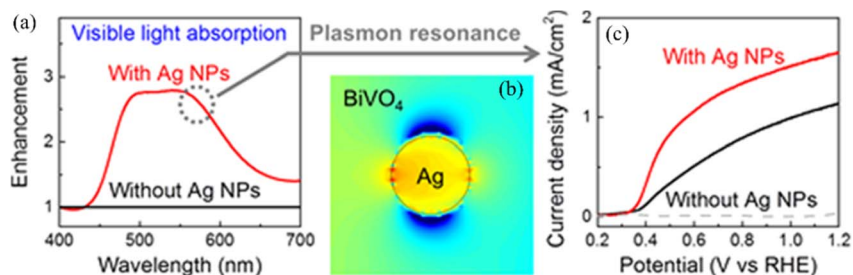 (a)
Visible light absorption
With Ag NPs
Without Ag NPs
Enhancement
3
2
1
400
500
600
700
Wavelength (nm)
Plasmon resonance
(b)
BiVO₄
Ag
(c)
With Ag NPs
Without Ag NPs
Current density (mA/cm²)
2
1
0
0.2
0.4
0.6
0.8
1.0
1.2
Potential (V vs RHE)